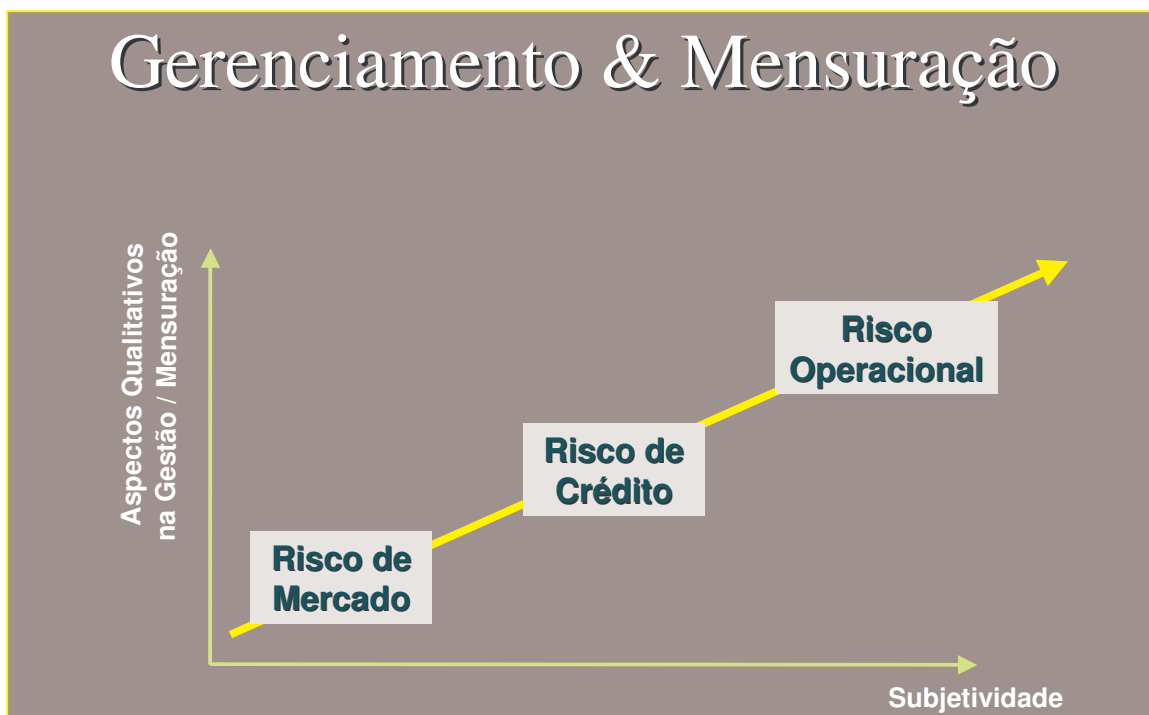 Gerenciamento & Mensuração
Aspectos Qualitativos
na Gestão / Mensuração
Risco
Operacional
Risco de
Crédito
Risco de
Mercado
Subjetividade